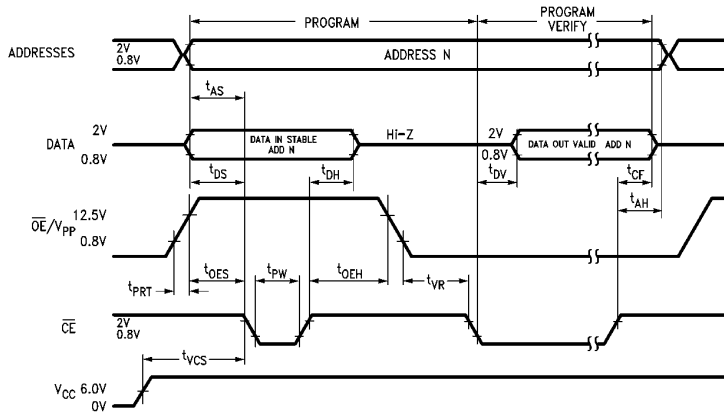 PROGRAM
PROGRAM
VERIFY
ADDRESSES
2V
0.8V
ADDRESS N
tAS
DATA
2V
0.8V
DATA IN STABLE
ADD N
Hi-Z
2V
0.8V
DATA OUT VALID ADD N
tDS
tDH
tDV
tCF
tAH
OE/VPP
12.5V
0.8V
tPRT
tOES
tPW
tOEH
tVR
CE
2V
0.8V
tVCS
VCC
6.0V
0V